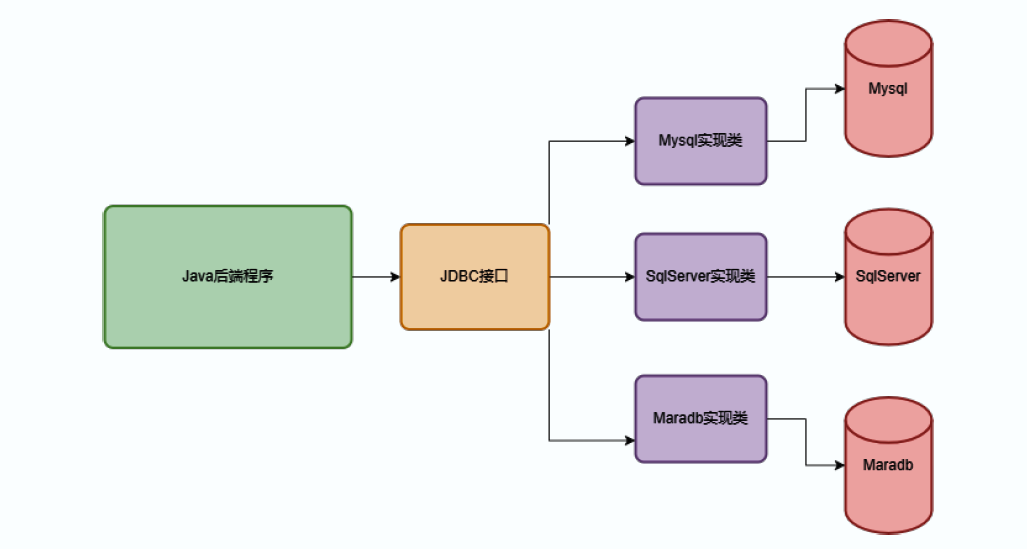 Mysql
Mysql实现类
Java后端程序
JDBC接口
SqlServer实现类
SqlServer
Maradb实现类
Maradb